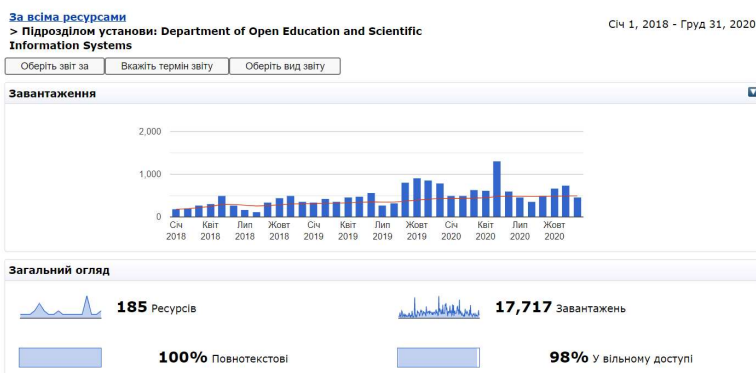 За всіма ресурсами
Січ 1, 2018 - Груд 31, 2020
> Підрозділом установи: Department of Open Education and Scientific
Information Systems
Оберіть звіт за
Вкажіть термін звіту
Оберіть вид звіту
Завантаження
2,000
1,000
0
Січ 2018
Квіт 2018
Лип 2018
Жовт 2018
Січ 2019
Квіт 2019
Лип 2019
Жовт 2019
Січ 2020
Квіт 2020
Лип 2020
Жовт 2020
Загальний огляд
185 Ресурсів
17,717 Завантажень
100% Повнотекстові
98% У вільному доступі